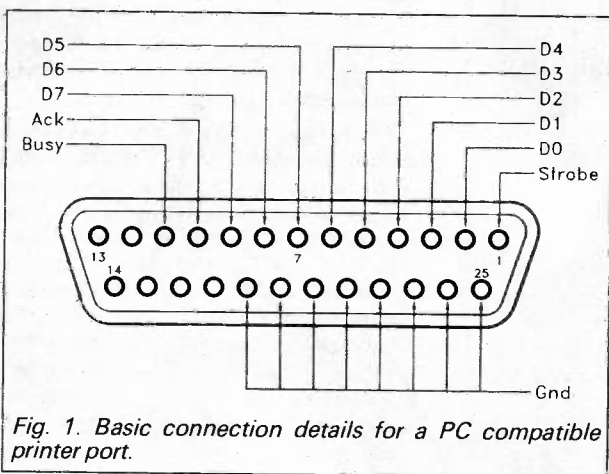 D5
D6
D7
Ack
Busy
D4
D3
D2
D1
D0
Strobe
13
7
1
14
25
Gnd
Fig. 1. Basic connection details for a PC compatible
printer port.